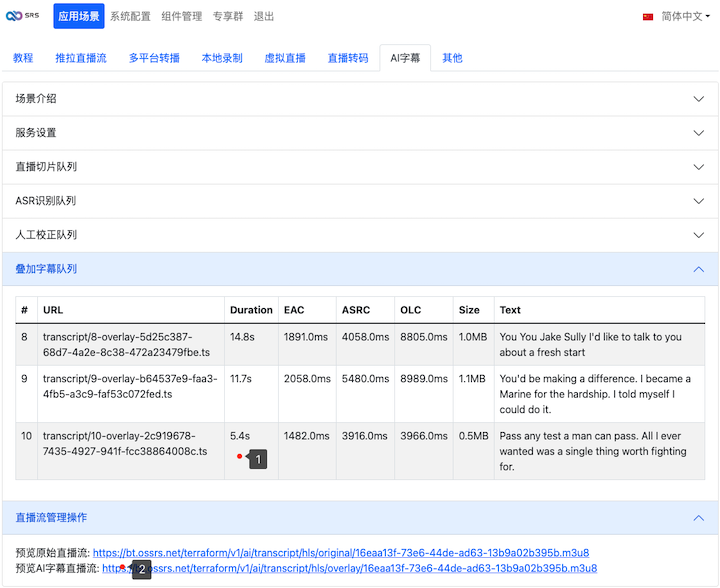 SRS 应用场景 系统配置 组件管理 专享群 退出 简体中文
教程 推拉直播流 多平台转播 本地录制 虚拟直播 直播转码 AI字幕 其他
场景介绍
服务设置
直播切片队列
ASR识别队列
人工校正队列
叠加字幕队列
# URL Duration EAC ASRC OLC Size Text
8 transcript/8-overlay-5d25c387-68d7-4a2e-8c38-472a23479fbe.ts 14.8s 1891.0ms 4058.0ms 8805.0ms 1.0MB You You Jake Sully I'd like to talk to you
about a fresh start
9 transcript/9-overlay-b64537e9-faa3-4fb5-a3c9-faf53c072fed.ts 11.7s 2058.0ms 5480.0ms 8989.0ms 1.1MB You'd be making a difference. I became a
Marine for the hardship. I told myself I
could do it.
10 transcript/10-overlay-2c919678-7435-4927-941f-fcc38864008c.ts 5.4s 1482.0ms 3916.0ms 3966.0ms 0.5MB Pass any test a man can pass. All I ever
wanted was a single thing worth fighting
for.
1
直播流管理操作
预览原始直播流: https://bt.ossrs.net/terraform/v1/ai/transcript/hls/original/16eaa13f-73e6-44de-ad63-13b9a02b395b.m3u8
预览AI字幕直播流: https://bt.ossrs.net/terraform/v1/ai/transcript/hls/overlay/16eaa13f-73e6-44de-ad63-13b9a02b395b.m3u8
2